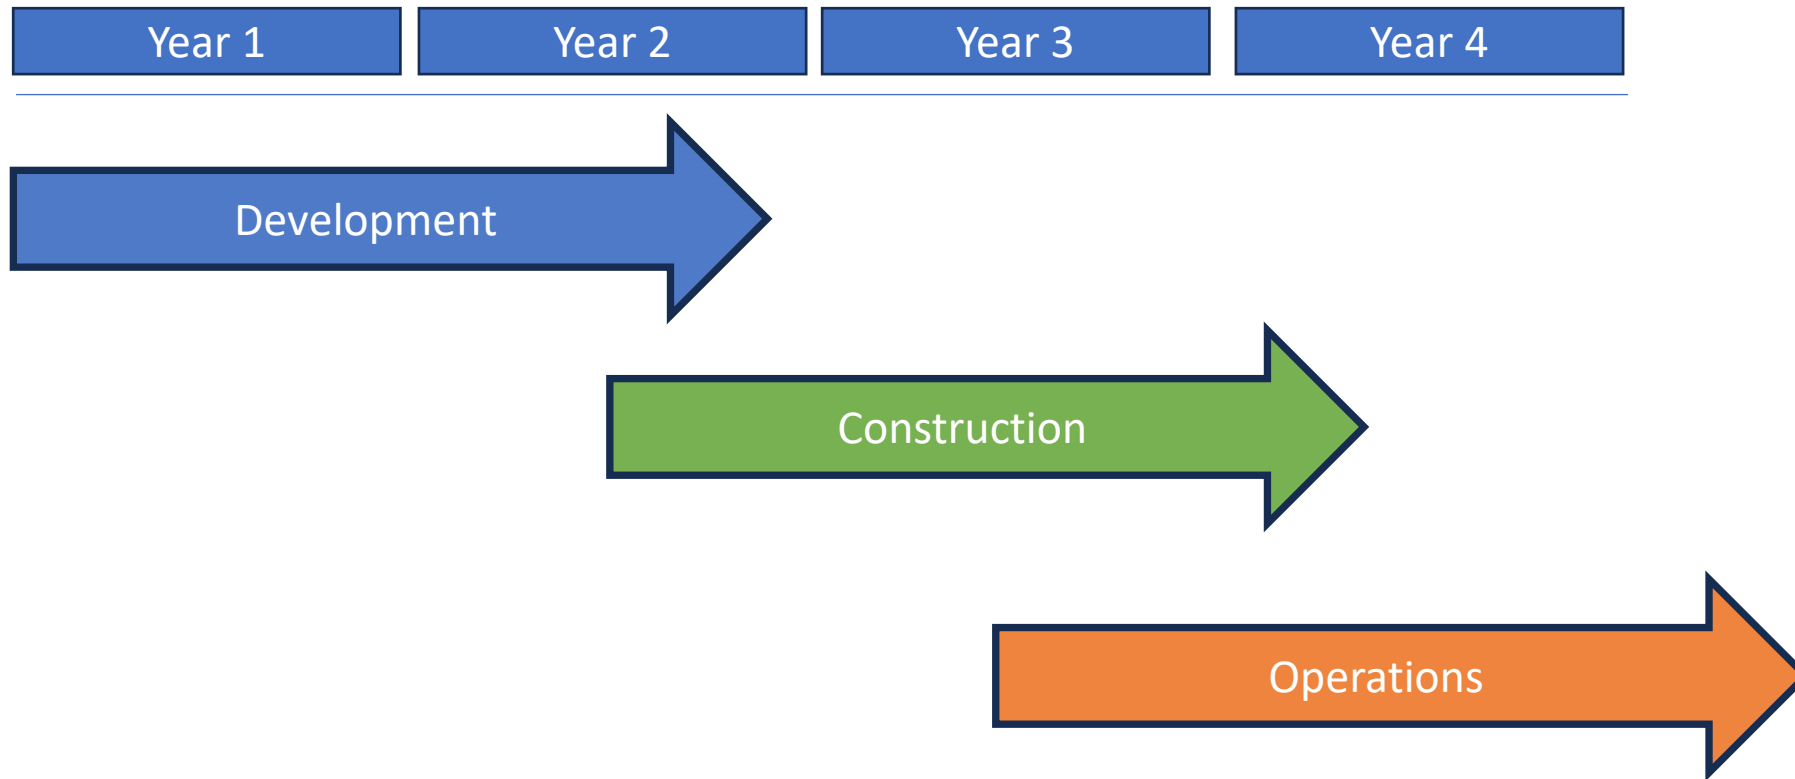 Year 1
Year 2
Year 3
Year 4
Development
Construction
Operations